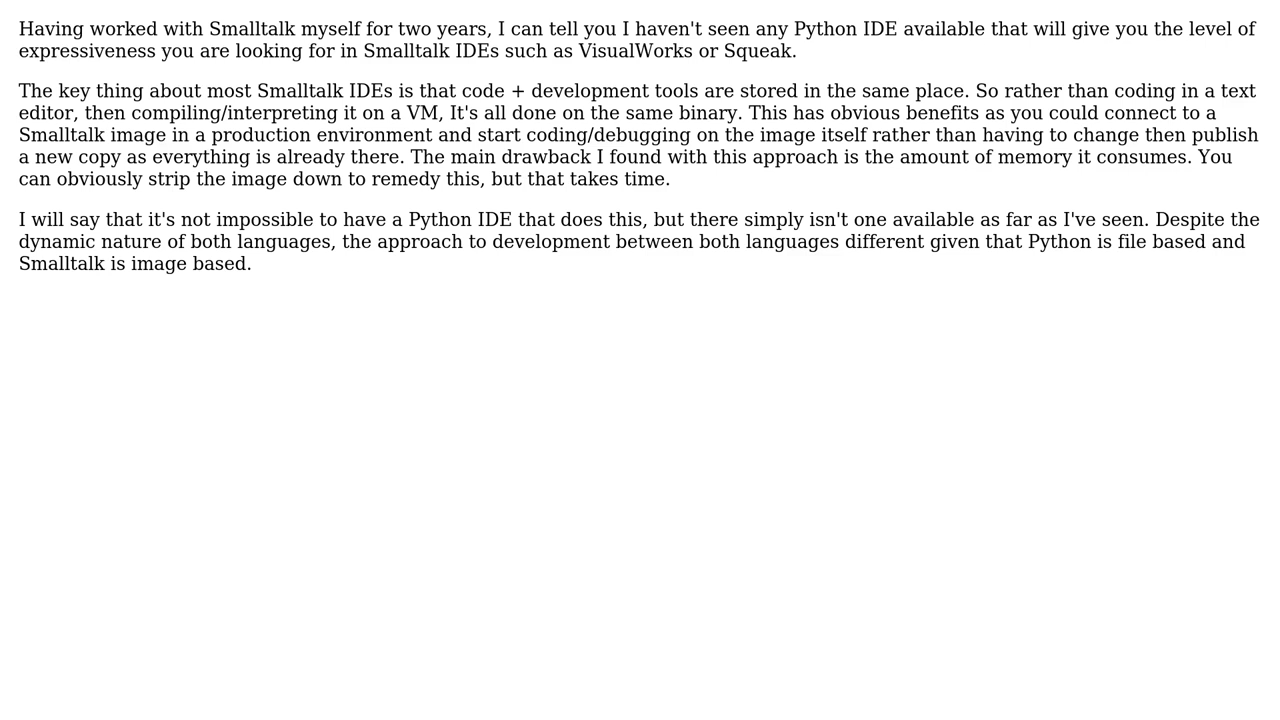 Having worked with Smalltalk myself for two years, I can tell you I haven't seen any Python IDE available that will give you the level of
expressiveness you are looking for in Smalltalk IDEs such as VisualWorks or Squeak.
The key thing about most Smalltalk IDEs is that code + development tools are stored in the same place. So rather than coding in a text
editor, then compiling/interpreting it on a VM, It's all done on the same binary. This has obvious benefits as you could connect to a
Smalltalk image in a production environment and start coding/debugging on the image itself rather than having to change then publish
a new copy as everything is already there. The main drawback I found with this approach is the amount of memory it consumes. You
can obviously strip the image down to remedy this, but that takes time.
I will say that it's not impossible to have a Python IDE that does this, but there simply isn't one available as far as I've seen. Despite the
dynamic nature of both languages, the approach to development between both languages different given that Python is file based and
Smalltalk is image based.